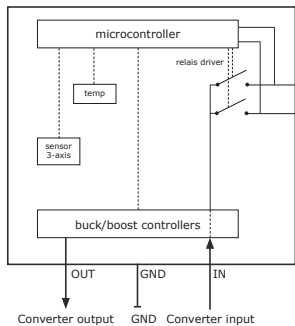 microcontroller
relais driver
temp
sensor
3-axis
buck/boost controllers
OUT
GND
IN
Converter output
GND
Converter input